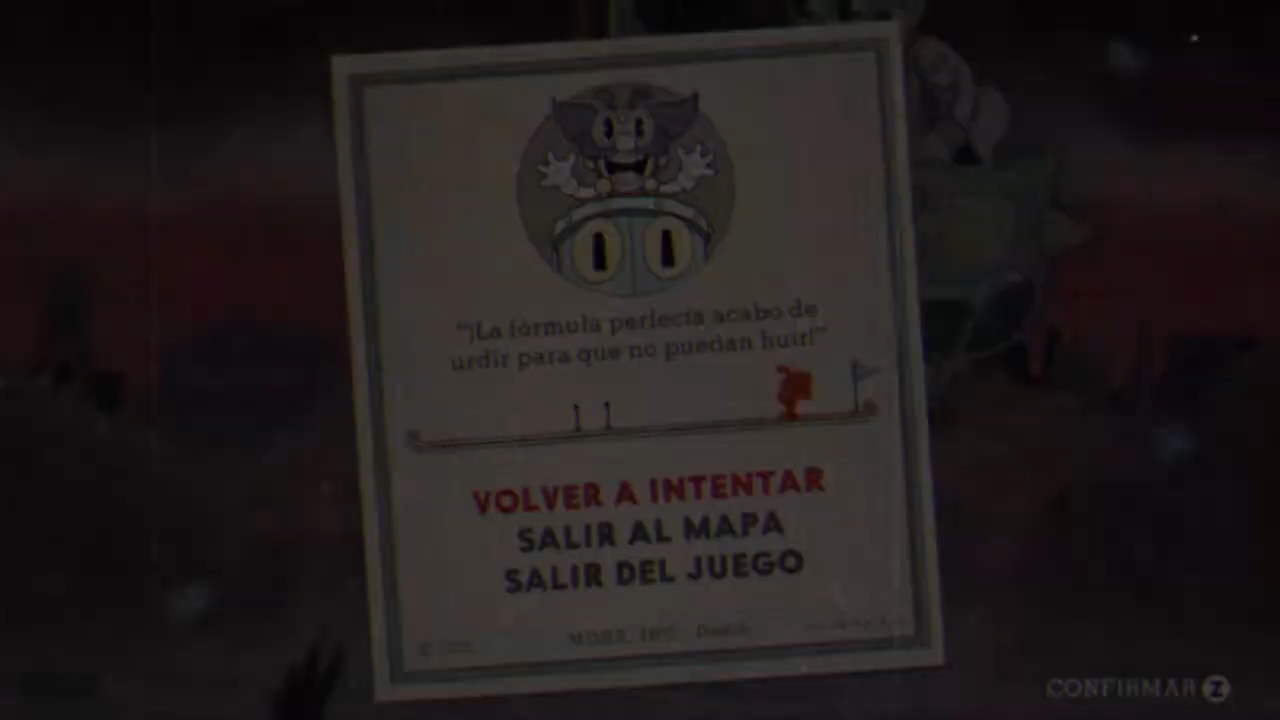 "¡La fórmula perfecta acabo de
urdir para que no puedan huir!"
VOLVER A INTENTAR
SALIR AL MAPA
SALIR DEL JUEGO
CONFIRMAR Z